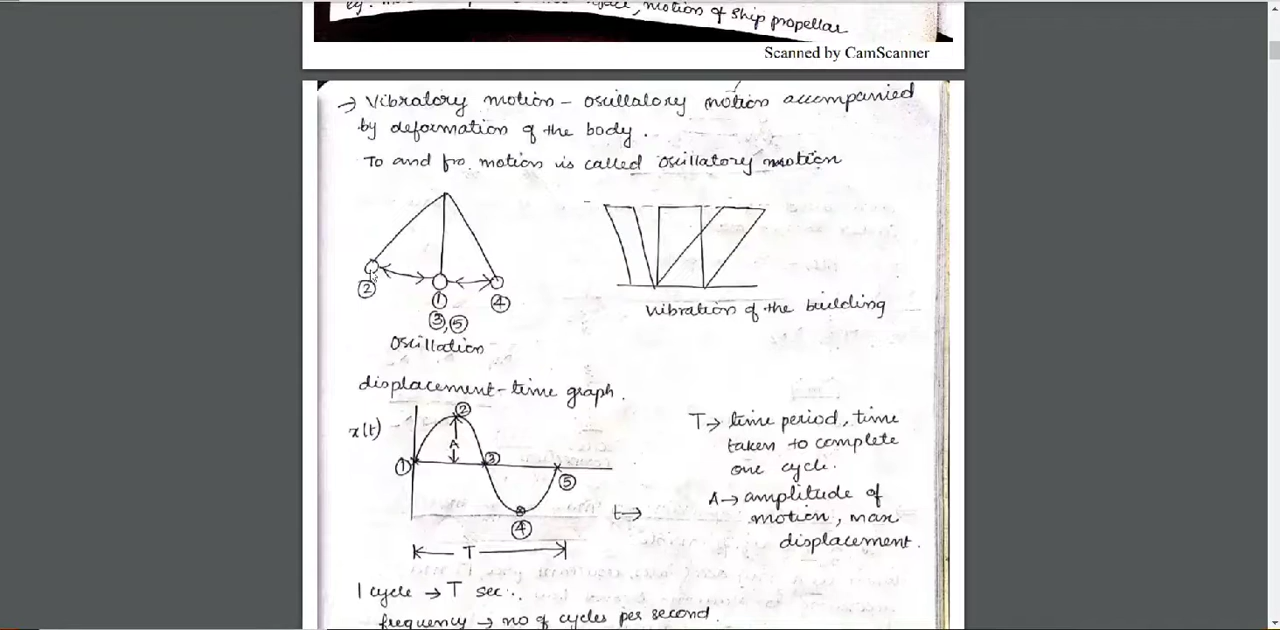 motion of ship propellar
Scanned by CamScanner
→ Vibratory motion – oscillatory motion accompanied
by deformation of the body.
To and fro motion is called oscillatory motion
②
①
④
③,⑤
Oscillation
Vibration of the building
displacement-time graph.
x(t)
②
A
①
③
⑤
④
t→
T
T→ time period, time
taken to complete
one cycle.
A→ amplitude of
motion, max
displacement.
1 cycle → T sec..
frequency → no of cycles per second.